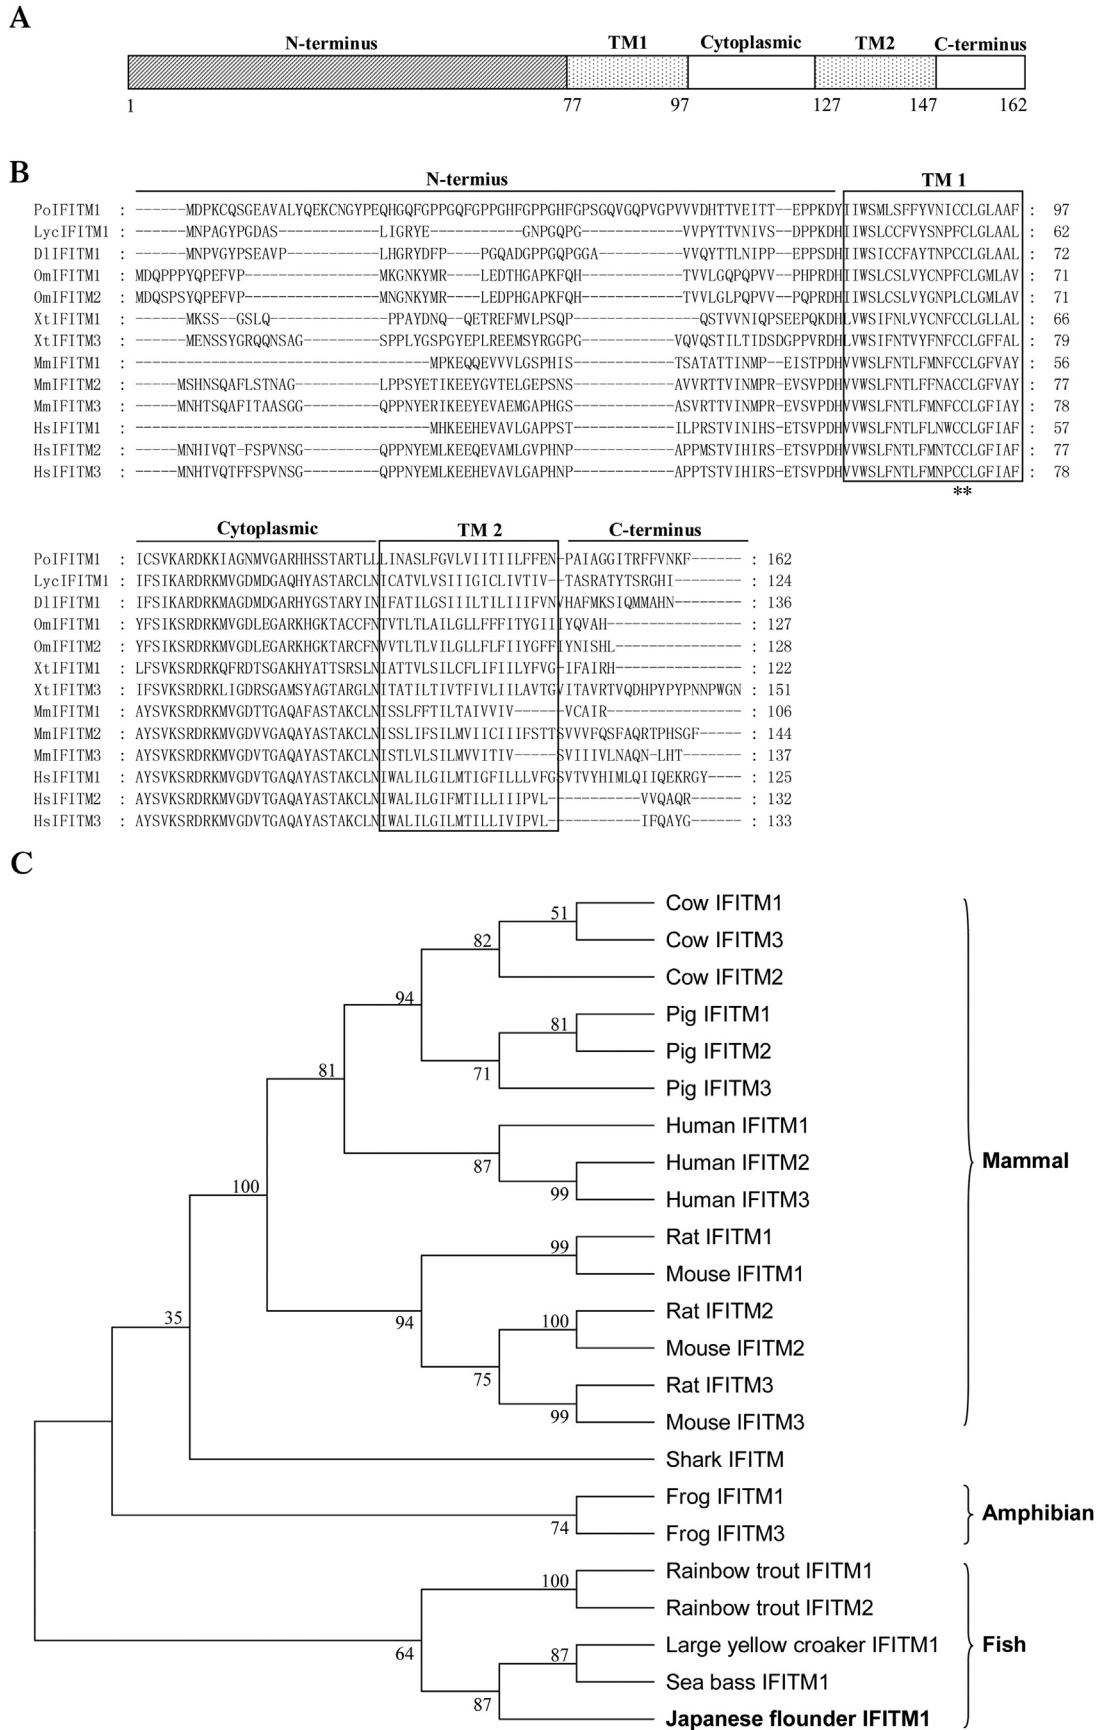 A
N-terminus TM1 Cytoplasmic TM2 C-terminus
1 77 97 127 147 162
B
N-termius TM 1
PoIFITM1 : ------MDPKCQSGEAVALYQEKCNGYPEQHGQFGPPGQFGPPGHFGPPGHFGPSGQVGQPVGPVVVDHTTVEITT--EPPKDYIIWSMLSFFYVNICCLGLAAF : 97
LycIFITM1 : ------MNPAGYPGDAS------------LIGRYE-----------GNPGQPG------------VVPYTTVNIVS--DPPKDHIIWSLCCFVYSNPFCLGLAAL : 62
DlIFITM1 : ------MNPVGYPSEAVP-----------LHGRYDFP------PGQADGPPGQPGGA----------VVQYTTLNIPP--EPPSDHIIWSICCFAYSNPFCLGLAAL : 72
OmIFITM1 : MDQPPPYQPEFVP----------------MKGNKYMR----LEDTHGAPKFQH------------TVVLGQPQPVV---PHPRDHIIWSLCSLVYCNPFCLGMLAV : 71
OmIFITM2 : MDQSPSYQPEFVP----------------MNGNKYMR----LEDPHGAPKFQH------------TVVLGLPQPVV---PQPRDHIIWSLCSLVYGNPLCLGMLAV : 71
XtIFITM1 : ------MKSS--GSLQ--------------PPAYDNQ--QETREFMVLPSQP---------------QSTVVNIQPSEEPQKDHLVWSIFNLVYCNFCCLGLLAL : 66
XtIFITM3 : ------MENSSYGRQQNSAG---------SPPLYGSPGYEPLREEMSYRGGPG-----------VQVQSTILTIDSDGPPVRDHLVWSIFNTVYFNFCCLGFFAL : 79
MmIFITM1 : -----------------------------------MPKEQQEVVVLGSPHIS------------TSATATTINMP--EISTPDHVVWSLFNTLFMNFCCLGFVAY : 56
MmIFITM2 : -----MSHNSQAFLSTNAG----------LPPSYETIKEEYGVTELGEPSNS------------AVVRRTTVINMPR-EVSVPDHVVWSLFNTLFFNACCLGFVAY : 77
MmIFITM3 : -----MNHTSQAFITAASGG---------QPPNYERIKEEYEVAEMGAPHGS------------ASVRTTVINMPR-EVSVPDHVVWSLFNTLFMNFCCLGFIAY : 78
HsIFITM1 : -----------------------------------MHKEEHEVAVLGAPPST------------ILPRSTVINIHS-ETSVPDHVVWSLFNTLFLNWCCLGFIAF : 57
HsIFITM2 : -----MNHIVQT-FSPVNSG---------QPPNYEMLKEEQEVAMLGVPHNP------------APPMSTVIHIRS-ETSVPDHVVWSLFNTLFMNTCCLGFIAF : 77
HsIFITM3 : -----MNHTVQTFFSPVNSG---------QPPNYEMLKEEHEVAVLGAPHNP------------APPTSTVIHIRS-ETSVPDHVVWSLFNTLFMNPCCLGFIAF : 78
**
Cytoplasmic TM 2 C-terminus
PoIFITM1 : ICSVKARDKKIAGNMVGARHHSSTARTLLLINASLFGVLVIITIILFFEN-PAIAGGITRFFVNKF------ : 162
LycIFITM1 : IFSIKARDRKMVGDMDGAQHYASTARCLNICATVLVSIIIGICLIVTIV--TASRATYTSRGHI-------- : 124
DlIFITM1 : IFSIKARDRKMAGDMDGARHYGSTARYINIFATILGSIIILTILIIIFVNVHAFMKSIQMMAHN-------- : 136
OmIFITM1 : YFSIKSRDRKMVGDLEGARKHGKTACCFNTVTLTLAILGLLFFFITYGIIIYQVAH---------------- : 127
OmIFITM2 : YFSIKSRDRKMVGDLEGARKHGKTARCFNVVTLTLVILGLLFLFIIYGFFIYNISHL--------------- : 128
XtIFITM1 : LFSVKSRDRKQFRDTSGAKHYATTSRSLNIATTVLSILCFLIFIILYFVG-IFAIRH--------------- : 122
XtIFITM3 : IFSVKSRDRKLIGDRSGAMSYAGTARGLNITATILTIVTFIVLIILAVTGVITAVRTVQDHPYPYPNNPWGN : 151
MmIFITM1 : AYSVKSRDRKMVGDTTGAQAFASTAKCLNISSLFFTILTAIVVIV------VCAIR---------------- : 106
MmIFITM2 : AYSVKSRDRKMVGDVVGAQAYASTAKCLNISSLIFSILMVIICIIIFSTTSVVVFQSFAQRTPHSGF----- : 144
MmIFITM3 : AYSVKSRDRKMVGDVTGAQAYASTAKCLNISTLVLSILMVVITIV-----SVIIIVLNAQN-LHT------- : 137
HsIFITM1 : AYSVKSRDRKMVGDVTGAQAYASTAKCLNIWALILGILMTIGFILLLVFGSVTVYHIMLQIIQEKRGY---- : 125
HsIFITM2 : AYSVKSRDRKMVGDVTGAQAYASTAKCLNIWALILGIFMTILLIIIPVL-----------VVQAQR------ : 132
HsIFITM3 : AYSVKSRDRKMVGDVTGAQAYASTAKCLNIWALILGILMTILLIVIPVL-----------IFQAYG------ : 133
C
Cow IFITM1
51
Cow IFITM3
82
Cow IFITM2
94
Pig IFITM1
81
Pig IFITM2
71
Pig IFITM3
81
Human IFITM1
87
Human IFITM2
Mammal
99
Human IFITM3
100
Rat IFITM1
99
Mouse IFITM1
Rat IFITM2
35
94
100
Mouse IFITM2
75
Rat IFITM3
99
Mouse IFITM3
Shark IFITM
Frog IFITM1
Amphibian
74
Frog IFITM3
Rainbow trout IFITM1
100
Rainbow trout IFITM2
64
Large yellow croaker IFITM1
Fish
87
Sea bass IFITM1
87
Japanese flounder IFITM1